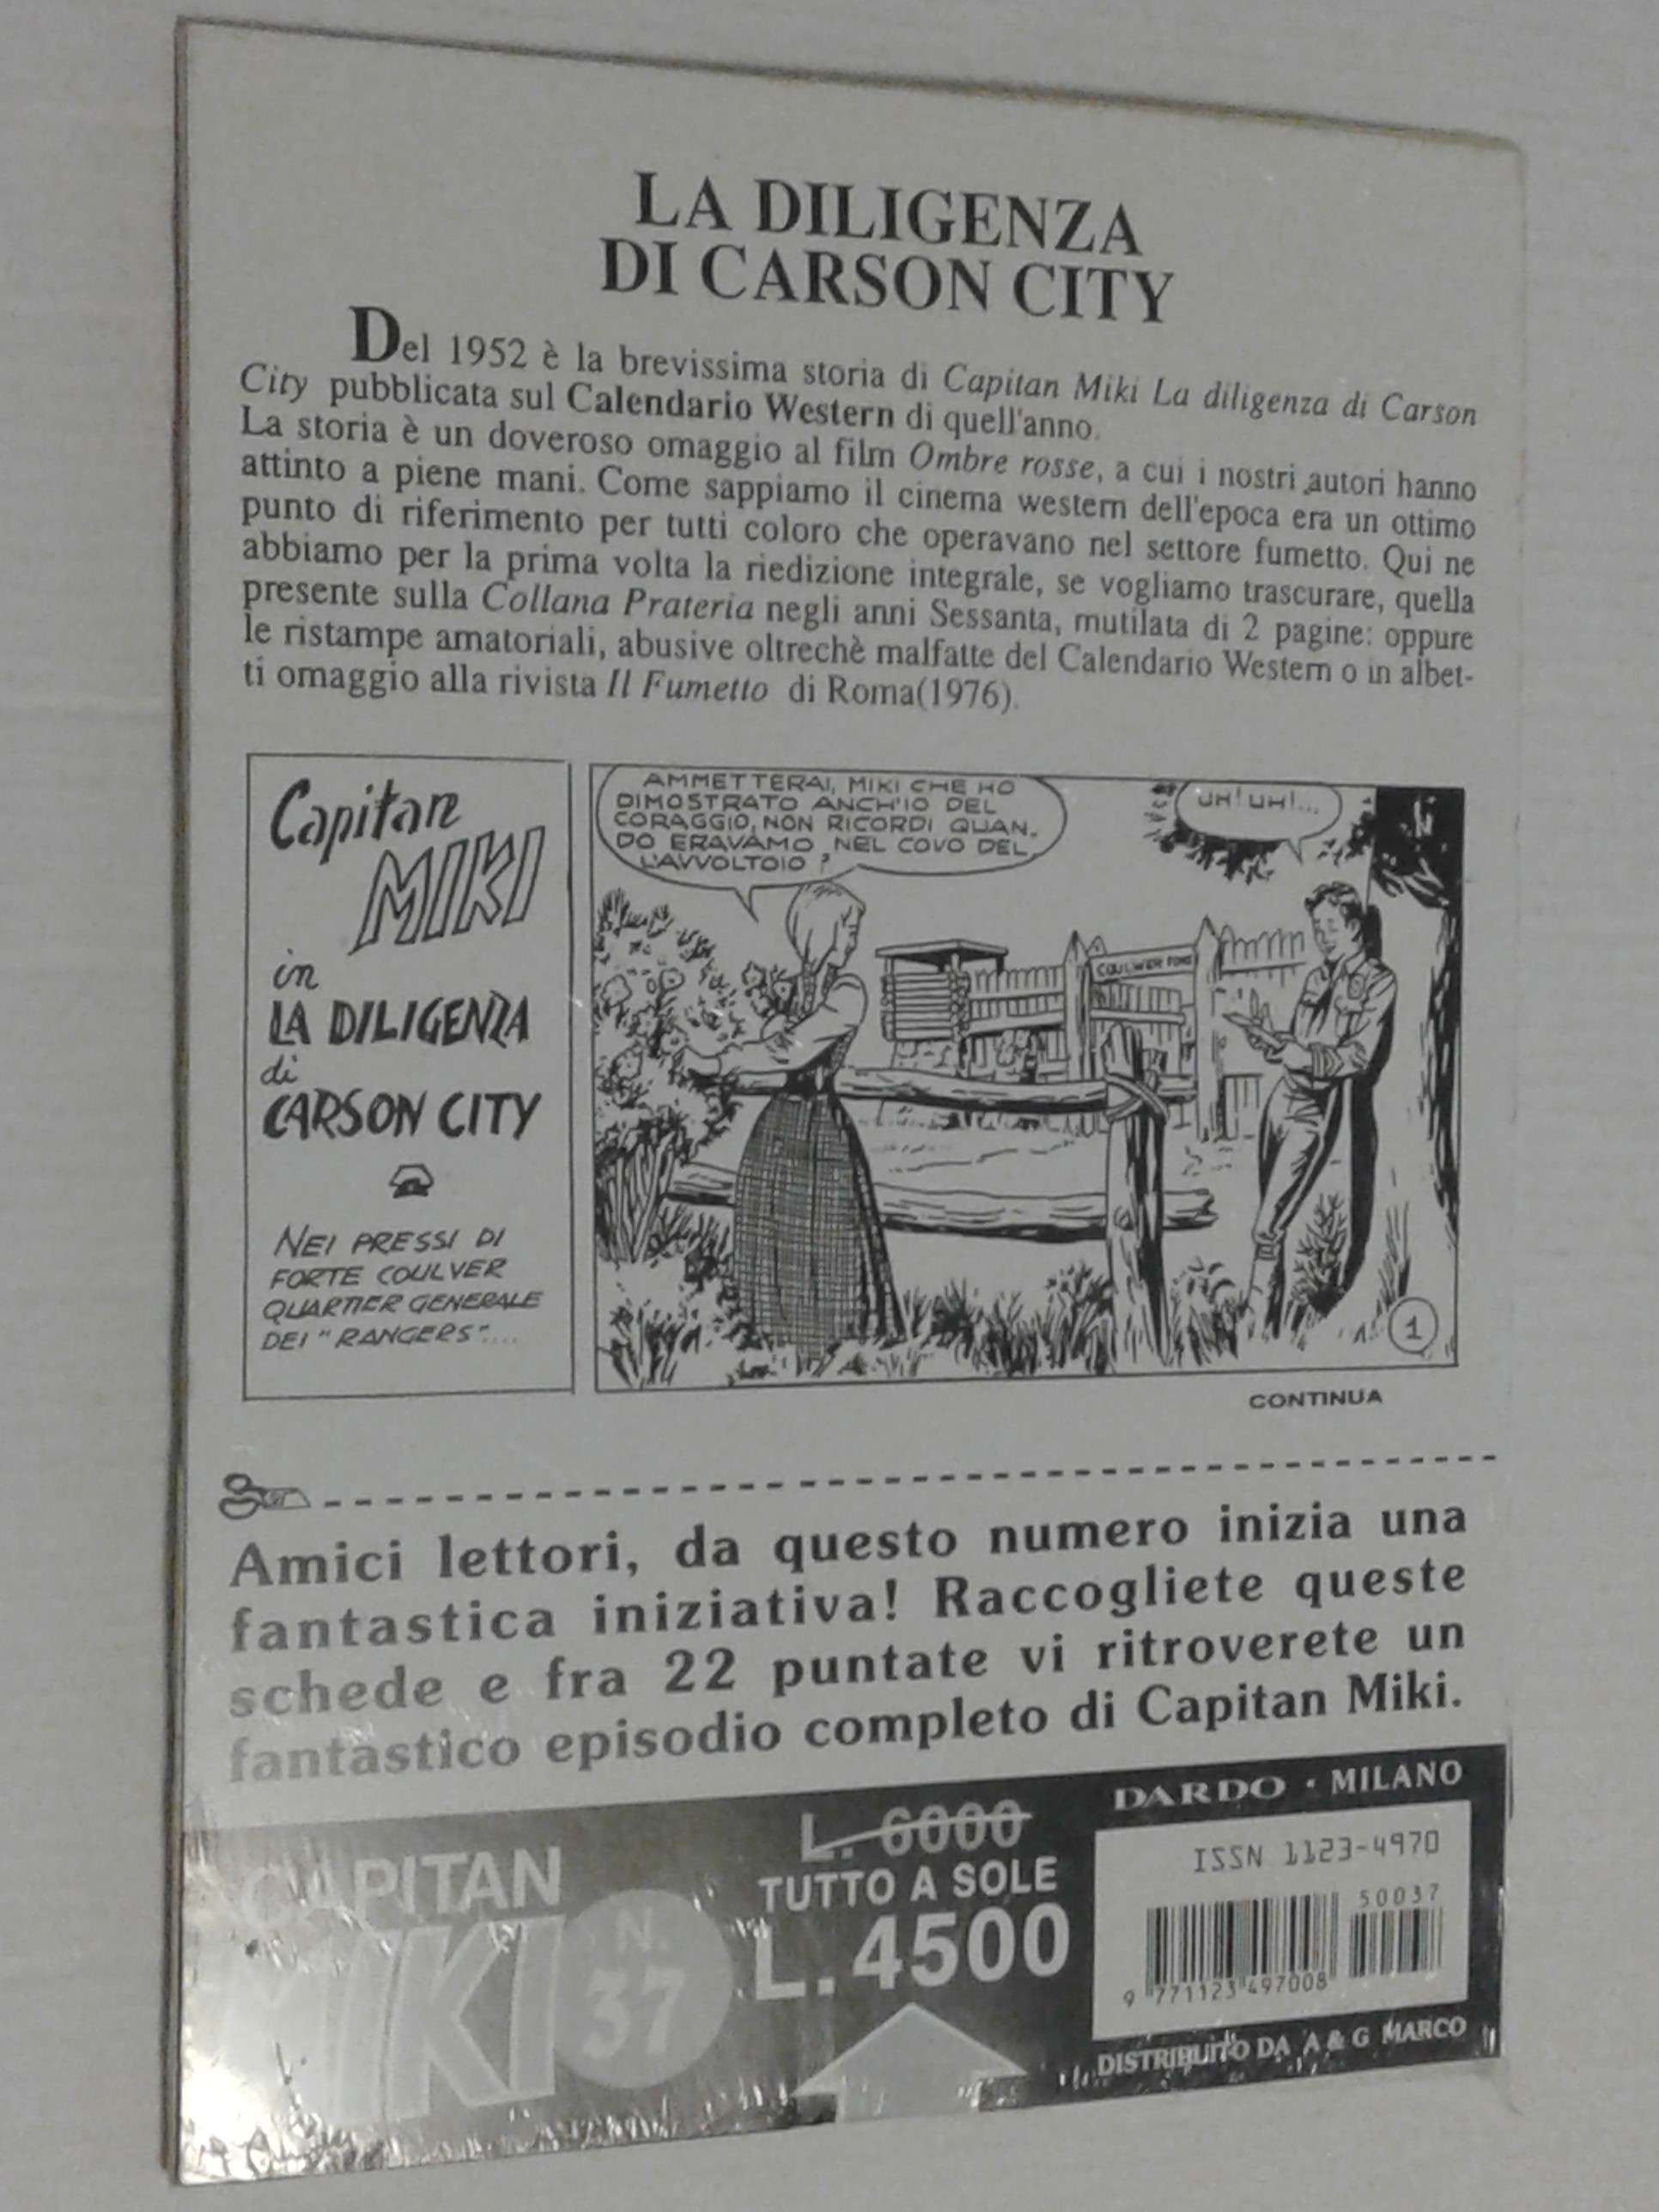 LA DILIGENZA
DI CARSON CITY
Del 1952 è la brevissima storia di Capitan Miki La diligenza di Carson
City pubblicata sul Calendario Western di quell'anno.
La storia è un doveroso omaggio al film Ombre rosse, a cui i nostri autori hanno
attinto a piene mani. Come sappiamo il cinema western dell'epoca era un ottimo
punto di riferimento per tutti coloro che operavano nel settore fumetto. Qui ne
abbiamo per la prima volta la riedizione integrale, se vogliamo trascurare, quella
presente sulla Collana Prateria negli anni Sessanta, mutilata di 2 pagine: oppure
le ristampe amatoriali, abusive oltrechè malfatte del Calendario Western o in albet-
ti omaggio alla rivista Il Fumetto di Roma(1976).
Capitan
MIKI
in
LA DILIGENZA
di
CARSON CITY
NEI PRESSI DI
FORTE COULVER
QUARTIER GENERALE
DEI "RANGERS"....
AMMETTERAI, MIKI CHE HO
DIMOSTRATO ANCH'IO DEL
CORAGGIO, NON RICORDI QUAN.
DO ERAVAMO NEL COVO DEL
L'AVVOLTOIO ?
UH! UH!...
COULWER
1
CONTINUA
Amici lettori, da questo numero inizia una
fantastica iniziativa! Raccogliete queste
schede e fra 22 puntate vi ritroverete un
fantastico episodio completo di Capitan Miki.
CAPITAN
MIKI
N.
37
L. 6000
TUTTO A SOLE
L. 4500
DARDO • MILANO
ISSN 1123-4970
50037
9 771123 497008
DISTRIBUITO DA A & G MARCO